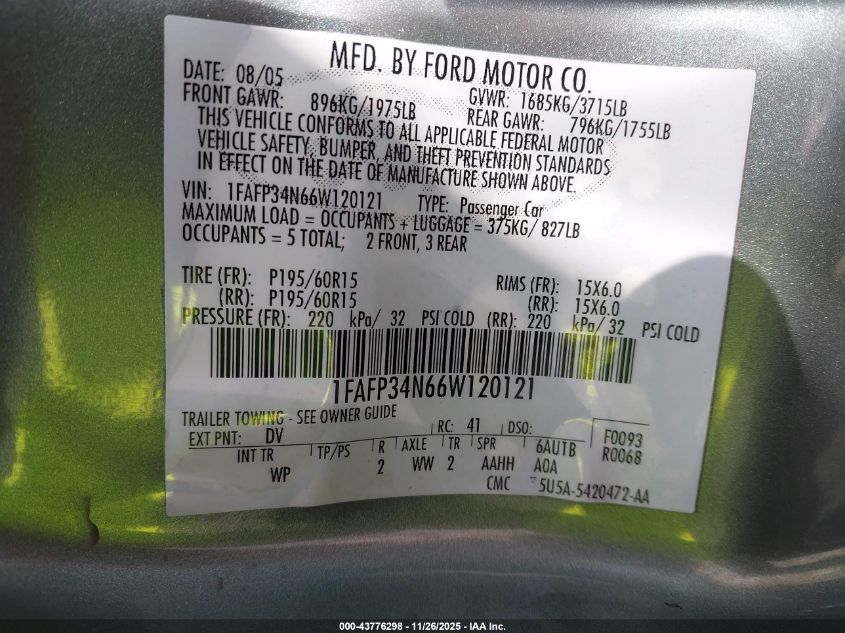 MFD. BY FORD MOTOR CO.
DATE: 08/05 GVWR: 1685KG/3715LB
FRONT GAWR: 896KG/1975LB REAR GAWR: 796KG/1755LB
THIS VEHICLE CONFORMS TO ALL APPLICABLE FEDERAL MOTOR
VEHICLE SAFETY, BUMPER, AND THEFT PREVENTION STANDARDS
IN EFFECT ON THE DATE OF MANUFACTURE SHOWN ABOVE.
VIN: 1FAFP34N66W120121 TYPE: Passenger Car
MAXIMUM LOAD = OCCUPANTS + LUGGAGE = 375KG/ 827LB
OCCUPANTS = 5 TOTAL; 2 FRONT, 3 REAR
TIRE (FR): P195/60R15 RIMS (FR): 15X6.0
(RR): P195/60R15 (RR): 15X6.0
PRESSURE (FR): 220 kPa/ 32 PSI COLD (RR): 220 kPa/ 32 PSI COLD
1FAFP34N66W120121
TRAILER TOWING - SEE OWNER GUIDE
EXT PNT: DV RC: 41 DSO: F0093
INT TR TP/PS R AXLE TR SPR 6AUTB R0068
WP 2 WW 2 AAHH AOA
CMC 5U5A-5420472-AA
000-43776298 - 11/26/2025 - IAA Inc.